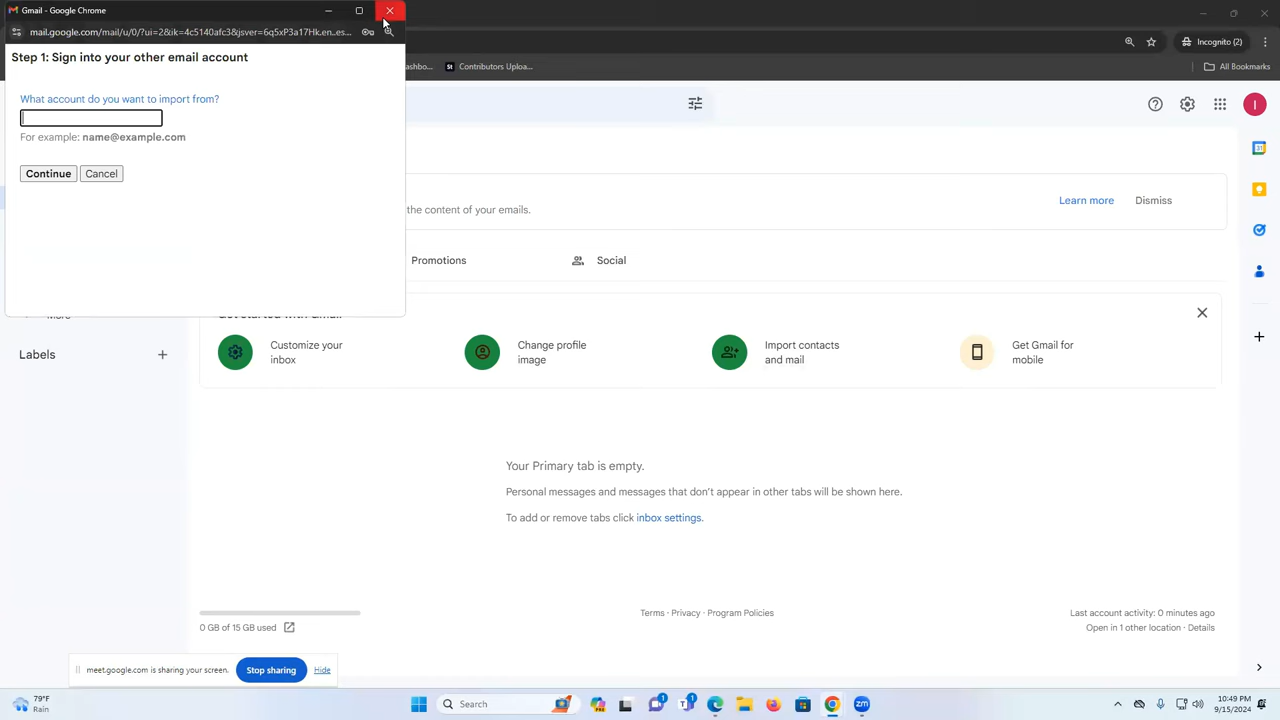 Gmail - Google Chrome
mail.google.com/mail/u/0/?ui=2&ik=4c5140afc3&jsver=6q5xP3a17Hk.en..es...
Step 1: Sign into your other email account
What account do you want to import from?
For example: name@example.com
Continue Cancel
Incognito (2)
St Contributors Uploa...
All Bookmarks
I
the content of your emails.
Learn more Dismiss
Promotions Social
Labels
Customize your
inbox
Change profile
image
Import contacts
and mail
Get Gmail for
mobile
Your Primary tab is empty.
Personal messages and messages that don't appear in other tabs will be shown here.
To add or remove tabs click inbox settings.
Terms · Privacy · Program Policies
Last account activity: 0 minutes ago
0 GB of 15 GB used
Open in 1 other location · Details
meet.google.com is sharing your screen. Stop sharing Hide
79°F
Rain
Search
zm
10:49 PM
9/15/2024